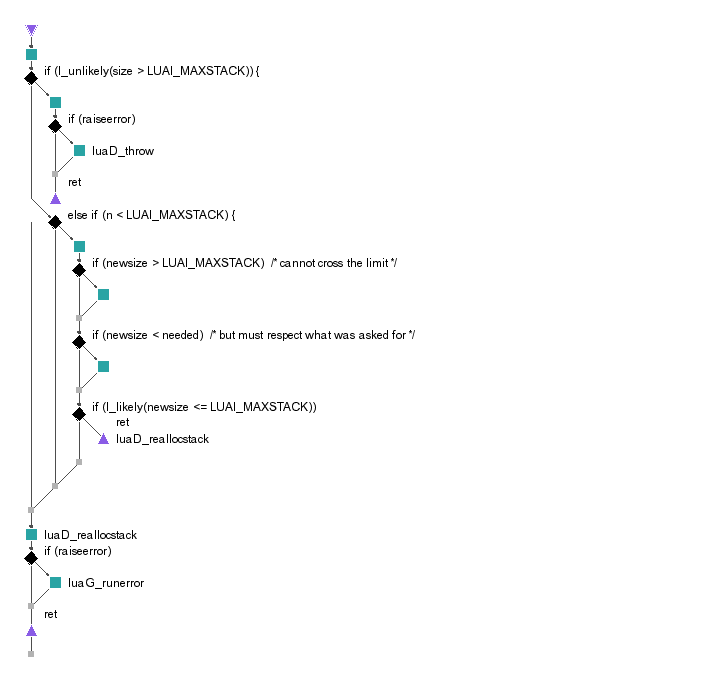 if (l_unlikely(size > LUAI_MAXSTACK)) {
if (raiseerror)
luaD_throw
ret
else if (n < LUAI_MAXSTACK) {
if (newsize > LUAI_MAXSTACK)  /* cannot cross the limit */
if (newsize < needed)  /* but must respect what was asked for */
if (l_likely(newsize <= LUAI_MAXSTACK))
ret
luaD_reallocstack
luaD_reallocstack
if (raiseerror)
luaG_runerror
ret